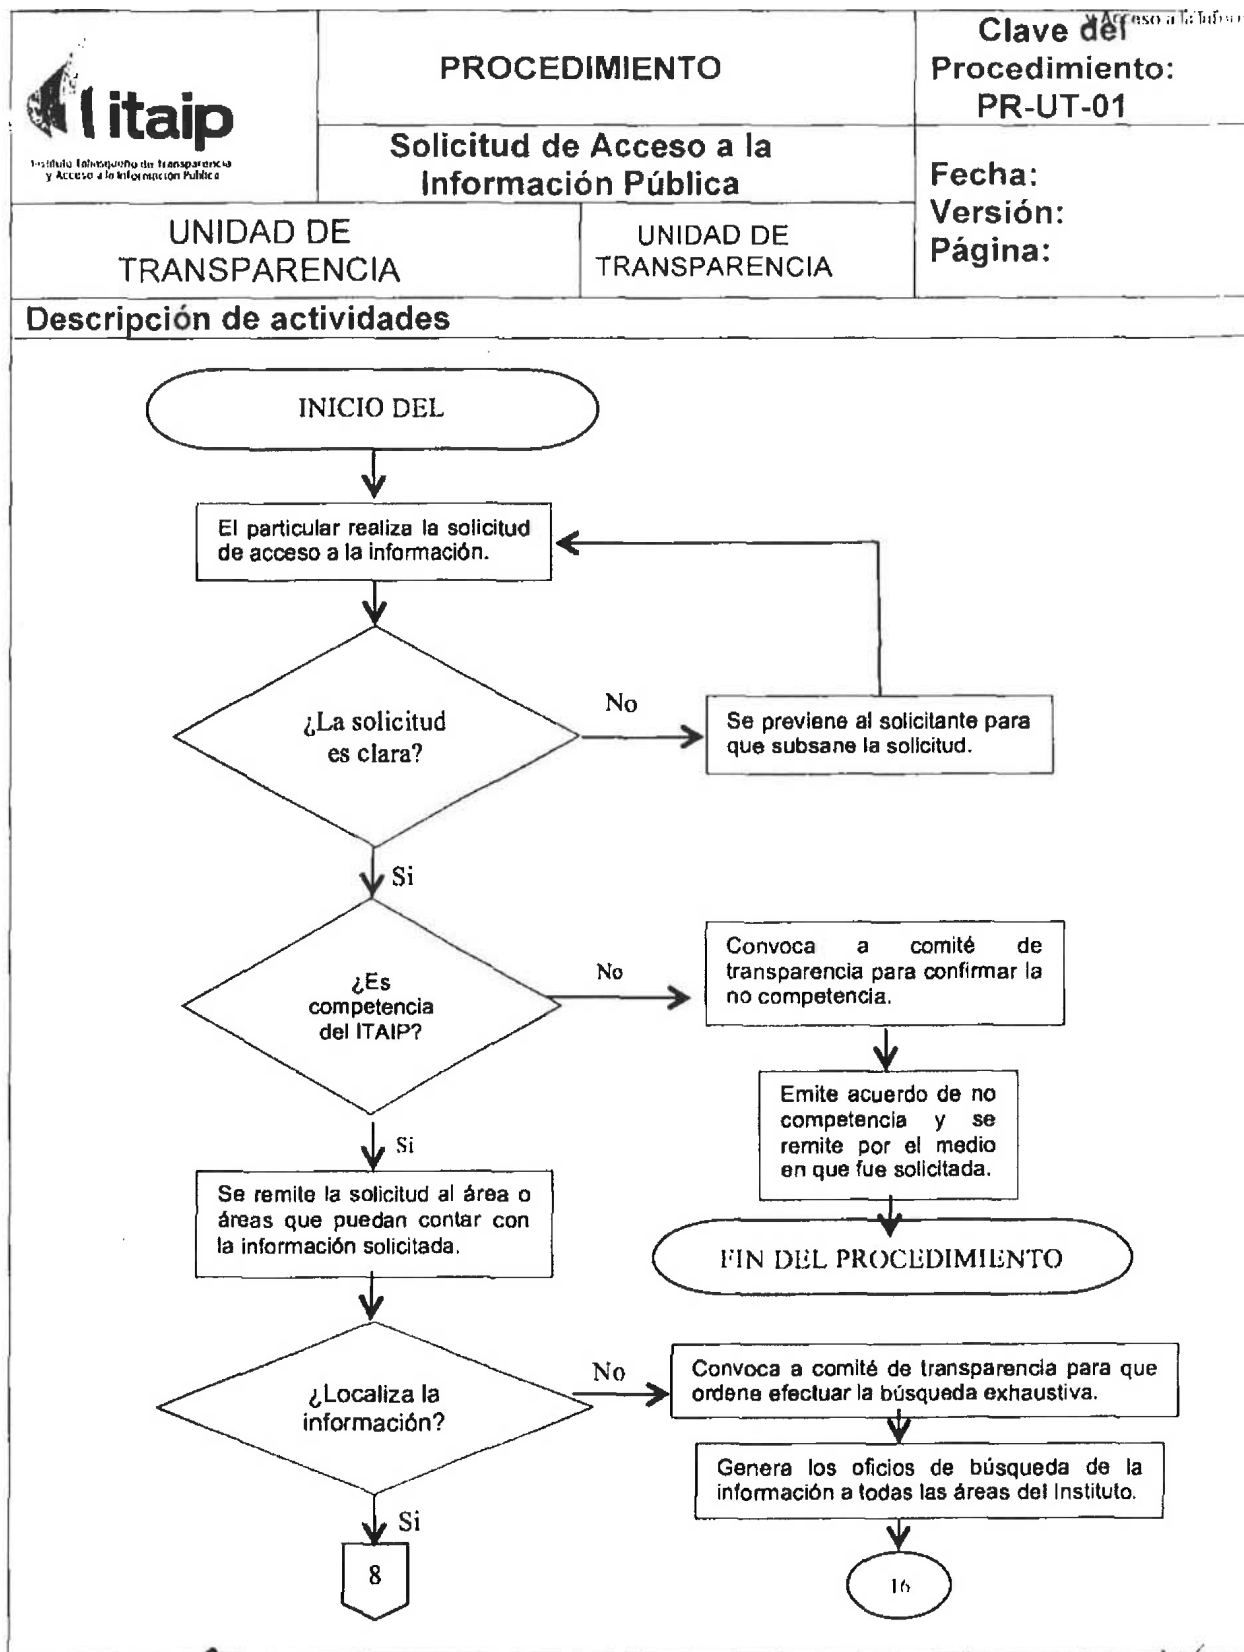 y Acceso a la Infor
itaip
Instituto Tabasqueño de Transparencia
y Acceso a la Información Pública
PROCEDIMIENTO
Solicitud de Acceso a la
Información Pública
Clave del
Procedimiento:
PR-UT-01
Fecha:
Versión:
Página:
UNIDAD DE
TRANSPARENCIA
UNIDAD DE
TRANSPARENCIA
Descripción de actividades
INICIO DEL
El particular realiza la solicitud
de acceso a la información.
¿La solicitud
es clara?
No
Se previene al solicitante para
que subsane la solicitud.
Si
¿Es
competencia
del ITAIP?
No
Convoca a comité de
transparencia para confirmar la
no competencia.
Emite acuerdo de no
competencia y se
remite por el medio
en que fue solicitada.
Si
Se remite la solicitud al área o
áreas que puedan contar con
la información solicitada.
FIN DEL PROCEDIMIENTO
¿Localiza la
información?
No
Convoca a comité de transparencia para que
ordene efectuar la búsqueda exhaustiva.
Genera los oficios de búsqueda de la
información a todas las áreas del Instituto.
Si
8
16